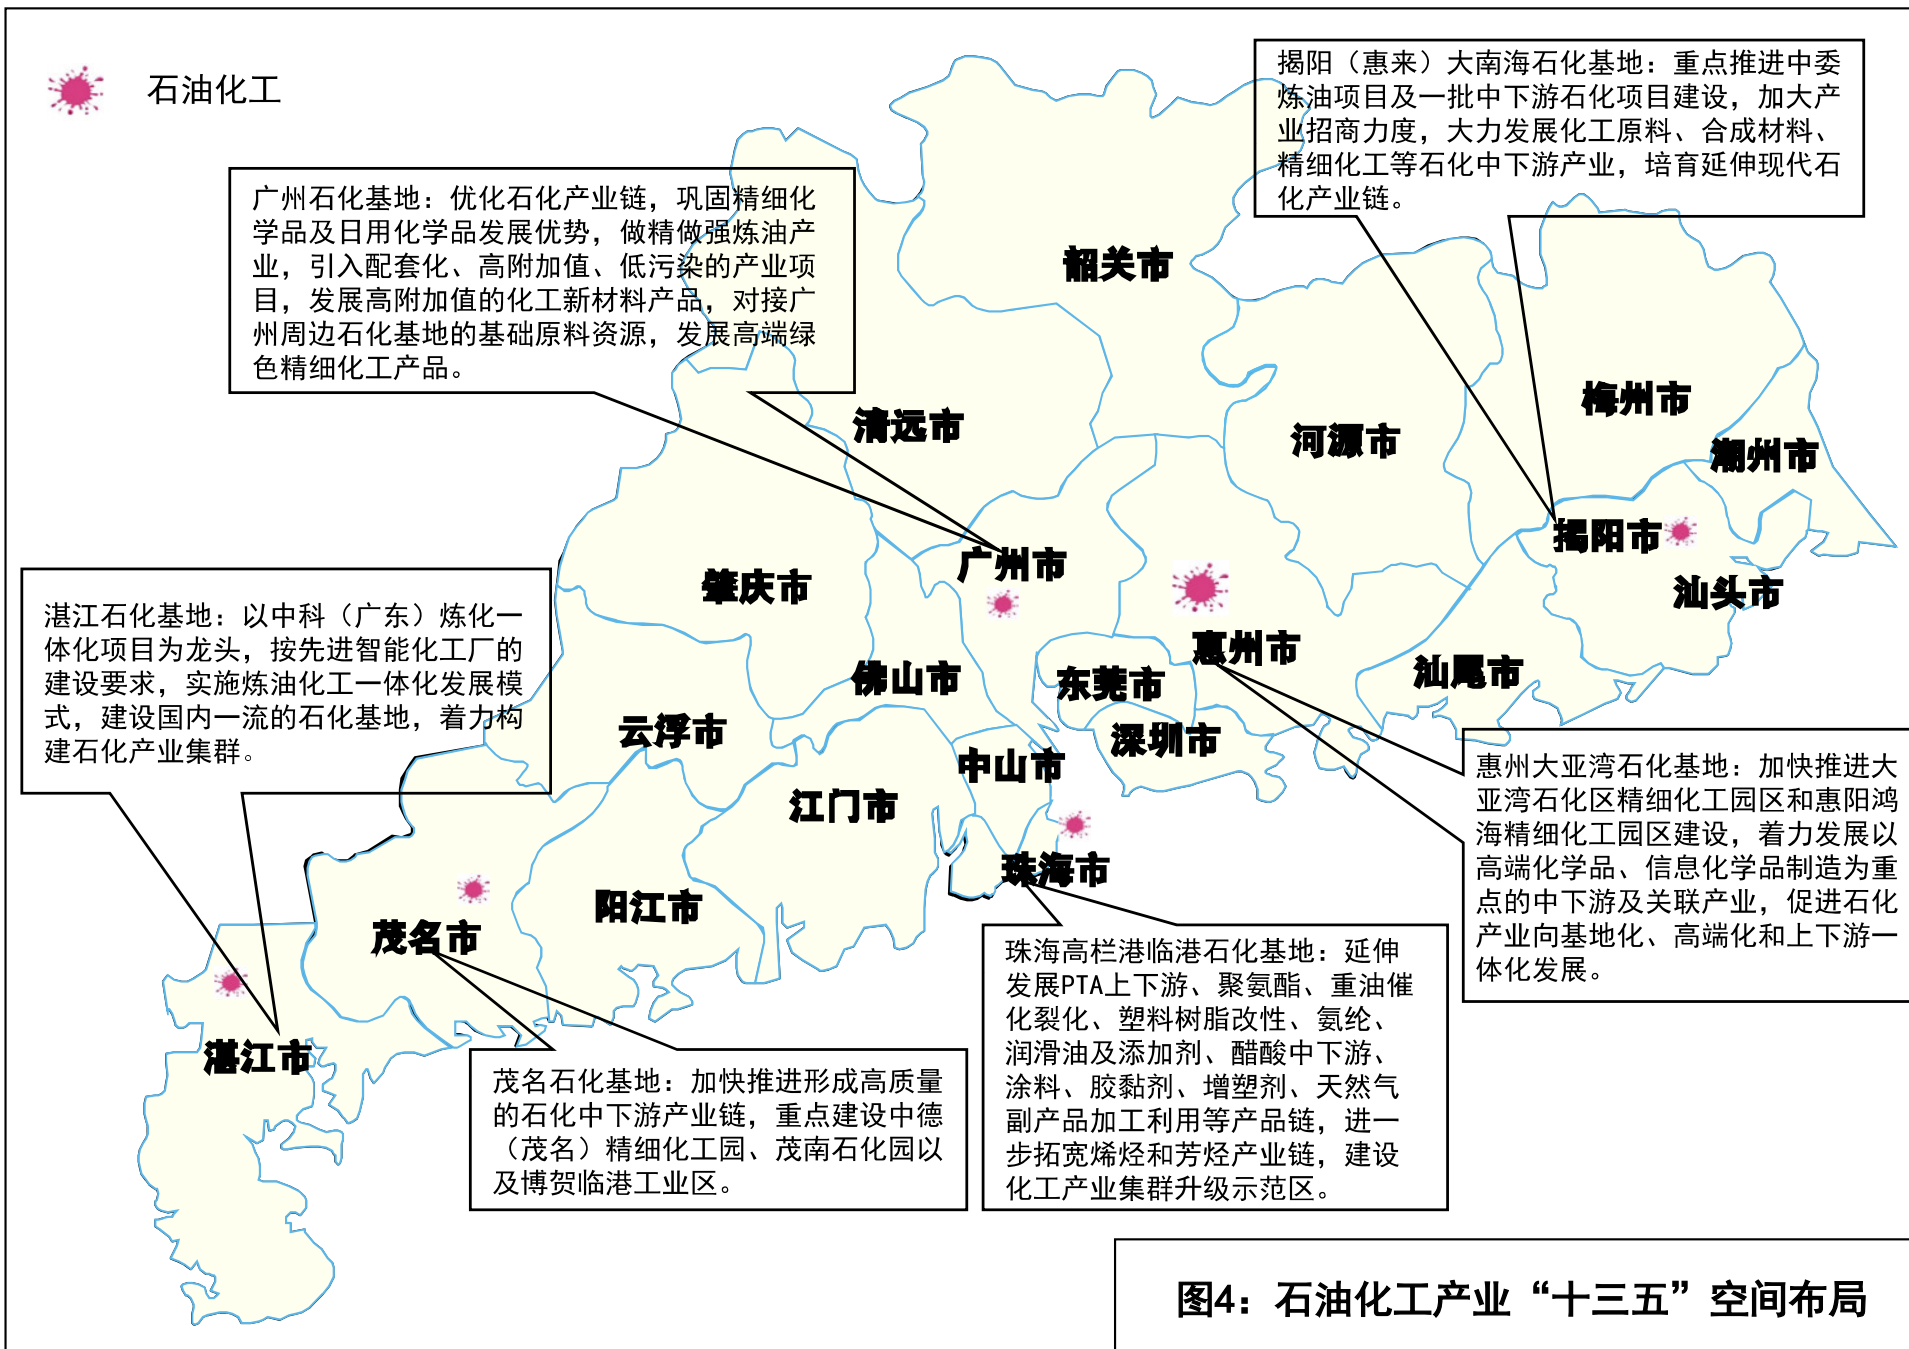 石油化工
揭阳（惠来）大南海石化基地：重点推进中委
炼油项目及一批中下游石化项目建设，加大产
业招商力度，大力发展化工原料、合成材料、
精细化工等石化中下游产业，培育延伸现代石
化产业链。
广州石化基地：优化石化产业链，巩固精细化
学品及日用化学品发展优势，做精做强炼油产
业，引入配套化、高附加值、低污染的产业项
目，发展高附加值的化工新材料产品，对接广
州周边石化基地的基础原料资源，发展高端绿
色精细化工产品。
韶关市
清远市
河源市
梅州市
潮州市
揭阳市
汕头市
广州市
肇庆市
惠州市
汕尾市
佛山市
东莞市
深圳市
云浮市
中山市
江门市
珠海市
阳江市
茂名市
湛江市
湛江石化基地：以中科（广东）炼化一
体化项目为龙头，按先进智能化工厂的
建设要求，实施炼油化工一体化发展模
式，建设国内一流的石化基地，着力构
建石化产业集群。
惠州大亚湾石化基地：加快推进大
亚湾石化区精细化工园区和惠阳鸿
海精细化工园区建设，着力发展以
高端化学品、信息化学品制造为重
点的中下游及关联产业，促进石化
产业向基地化、高端化和上下游一
体化发展。
珠海高栏港临港石化基地：延伸
发展PTA上下游、聚氨酯、重油催
化裂化、塑料树脂改性、氨纶、
润滑油及添加剂、醋酸中下游、
涂料、胶黏剂、增塑剂、天然气
副产品加工利用等产品链，进一
步拓宽烯烃和芳烃产业链，建设
化工产业集群升级示范区。
茂名石化基地：加快推进形成高质量
的石化中下游产业链，重点建设中德
（茂名）精细化工园、茂南石化园以
及博贺临港工业区。
图4：石油化工产业“十三五”空间布局